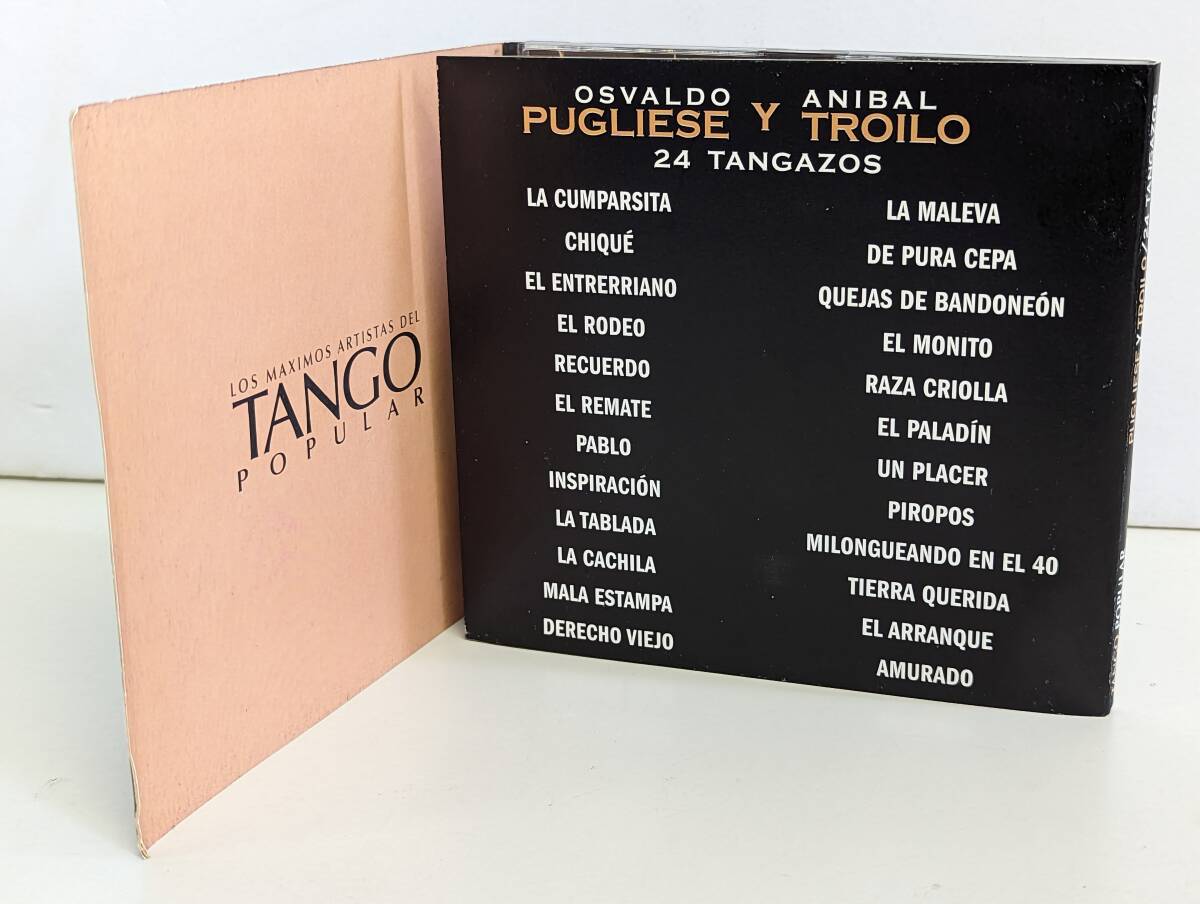 LOS MAXIMOS ARTISTAS DEL
TANGO
POPULAR
OSVALDO Y ANIBAL
PUGLIESE TROILO
24 TANGAZOS
LA CUMPARSITA
CHIQUÉ
EL ENTRERRIANO
EL RODEO
RECUERDO
EL REMATE
PABLO
INSPIRACIÓN
LA TABLADA
LA CACHILA
MALA ESTAMPA
DERECHO VIEJO
LA MALEVA
DE PURA CEPA
QUEJAS DE BANDONEÓN
EL MONITO
RAZA CRIOLLA
EL PALADÍN
UN PLACER
PIROPOS
MILONGUEANDO EN EL 40
TIERRA QUERIDA
EL ARRANQUE
AMURADO
PUGLIESE Y TROILO/24 TANGAZOS
TANGO POPULAR